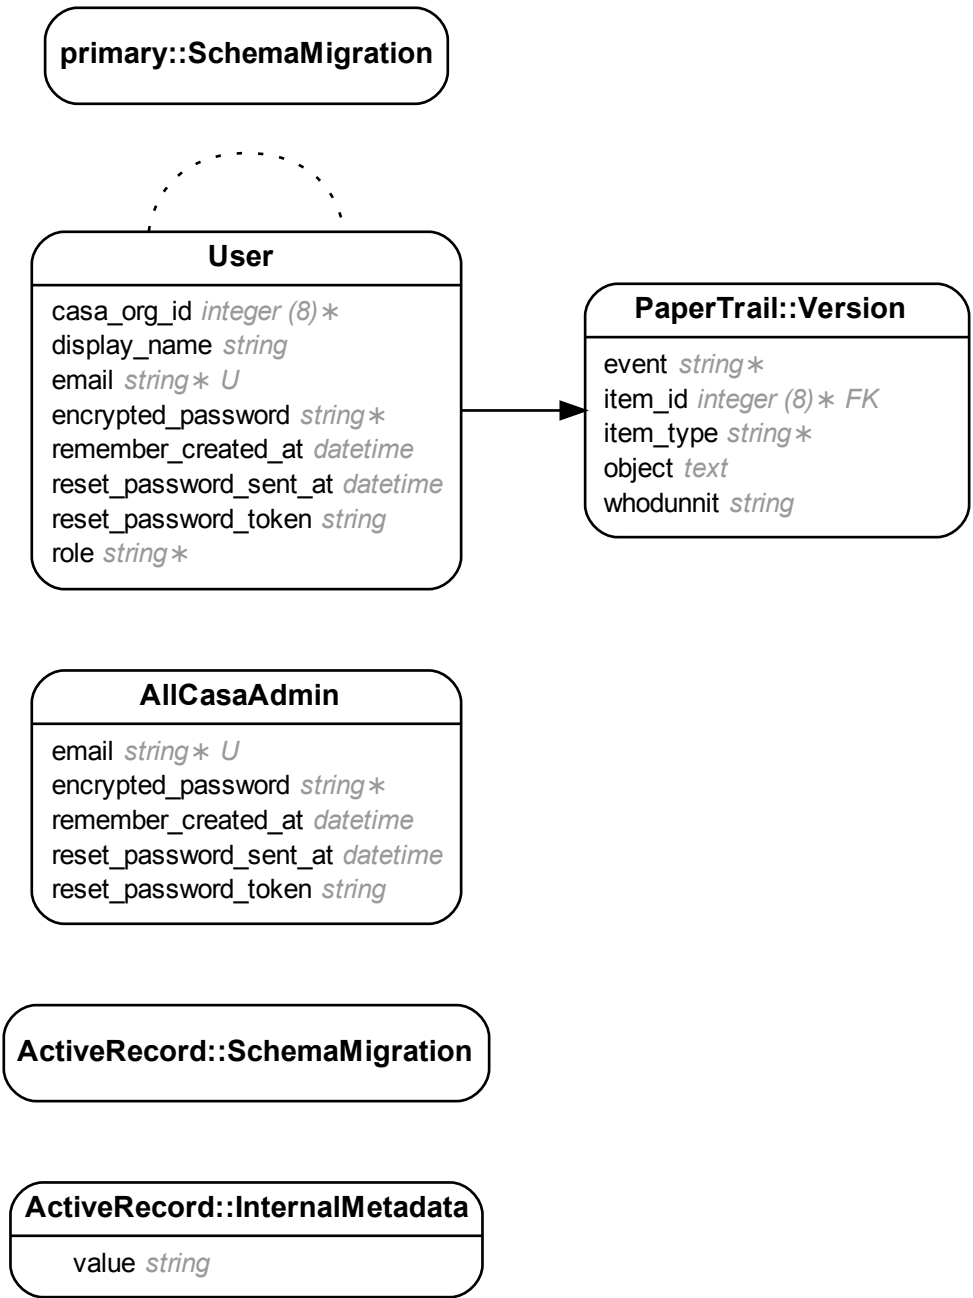 primary::SchemaMigration
User
casa_org_id integer (8)∗
display_name string
email string∗ U
encrypted_password string∗
remember_created_at datetime
reset_password_sent_at datetime
reset_password_token string
role string∗
PaperTrail::Version
event string∗
item_id integer (8)∗ FK
item_type string∗
object text
whodunnit string
AllCasaAdmin
email string∗ U
encrypted_password string∗
remember_created_at datetime
reset_password_sent_at datetime
reset_password_token string
ActiveRecord::SchemaMigration
ActiveRecord::InternalMetadata
value string